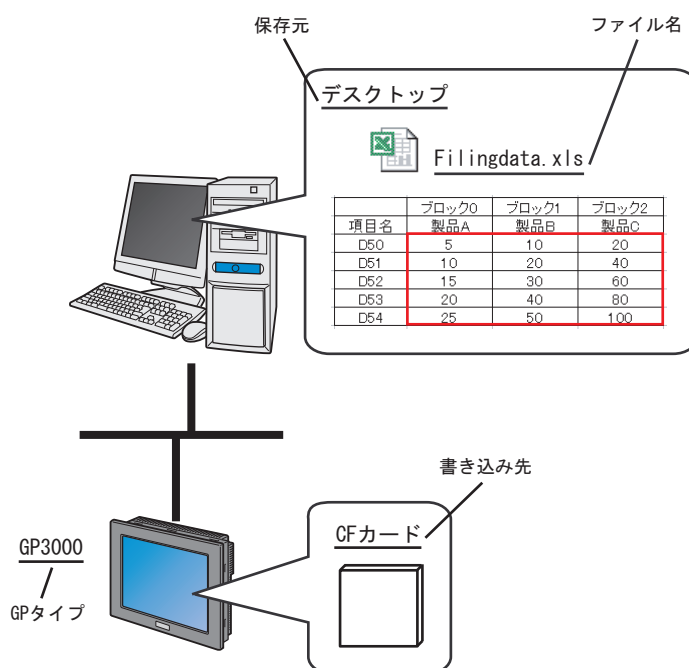 保存元
ファイル名
デスクトップ
Filingdata.xls
ブロック0 ブロック1 ブロック2
項目名 製品A 製品B 製品C
D50 5 10 20
D51 10 20 40
D52 15 30 60
D53 20 40 80
D54 25 50 100
書き込み先
CFカード
GP3000
GPタイプ